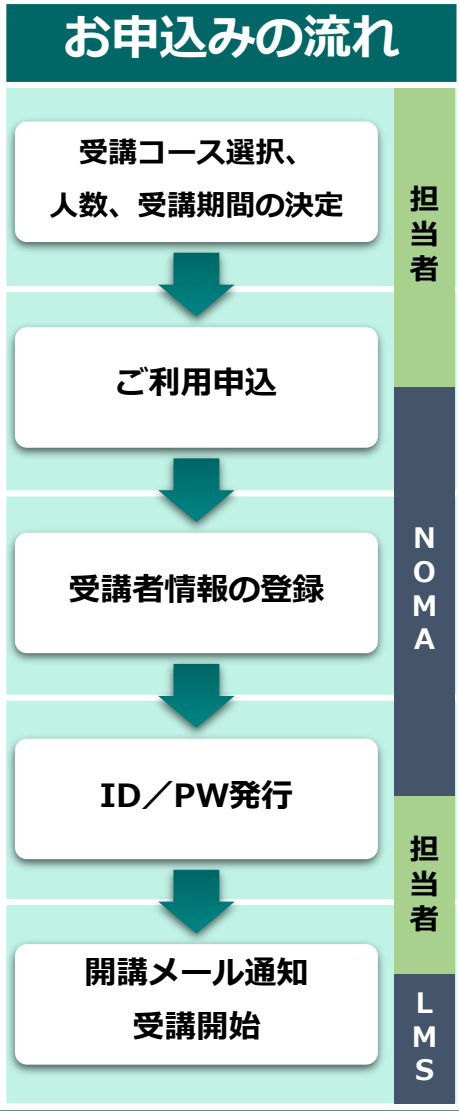 お申込みの流れ
受講コース選択、
人数、受講期間の決定
担当者
ご利用申込
受講者情報の登録
NOMA
ID／PW発行
担当者
開講メール通知
受講開始
LMS